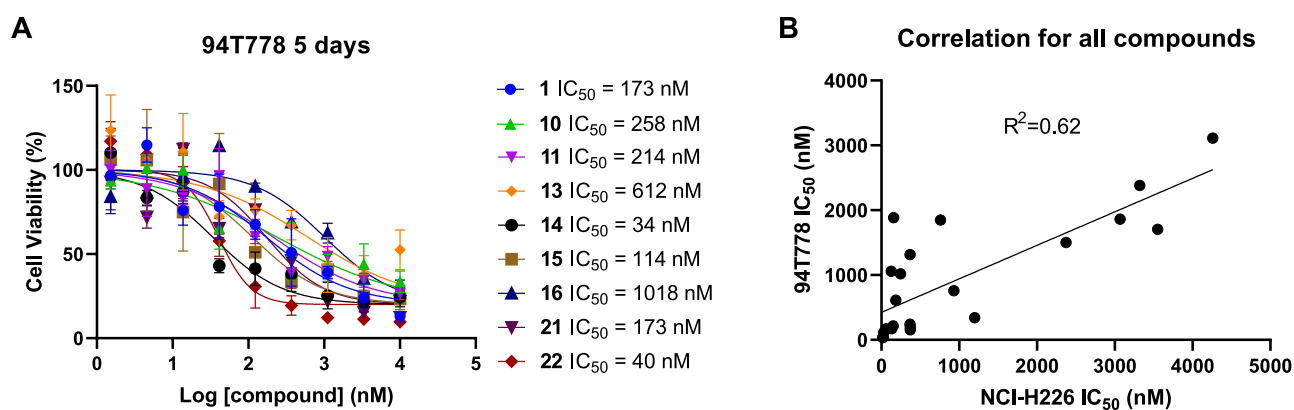 A
94T778 5 days
Cell Viability (%)
150
100
50
0
0 1 2 3 4 5
Log [compound] (nM)
1 IC50 = 173 nM
10 IC50 = 258 nM
11 IC50 = 214 nM
13 IC50 = 612 nM
14 IC50 = 34 nM
15 IC50 = 114 nM
16 IC50 = 1018 nM
21 IC50 = 173 nM
22 IC50 = 40 nM
B
Correlation for all compounds
94T778 IC50 (nM)
4000
3000
2000
1000
0
R2=0.62
0 1000 2000 3000 4000 5000
NCI-H226 IC50 (nM)